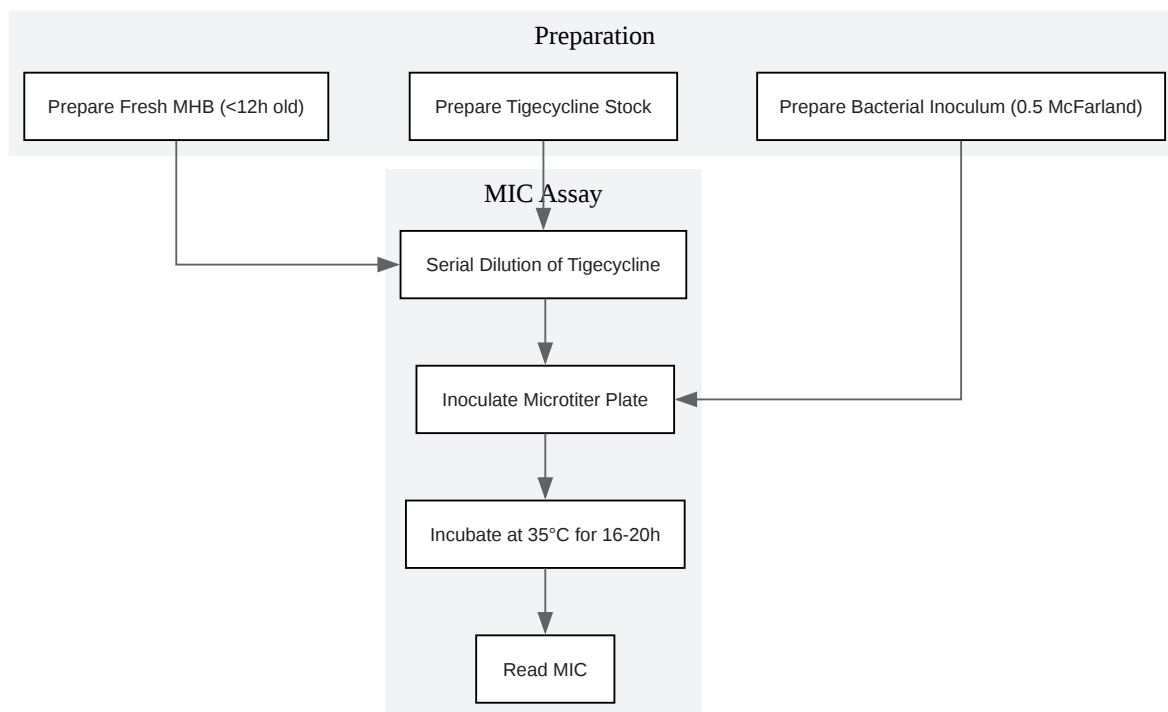 Preparation
Prepare Fresh MHB (<12h old)
Prepare Tigecycline Stock
Prepare Bacterial Inoculum (0.5 McFarland)
MIC Assay
Serial Dilution of Tigecycline
Inoculate Microtiter Plate
Incubate at 35°C for 16-20h
Read MIC